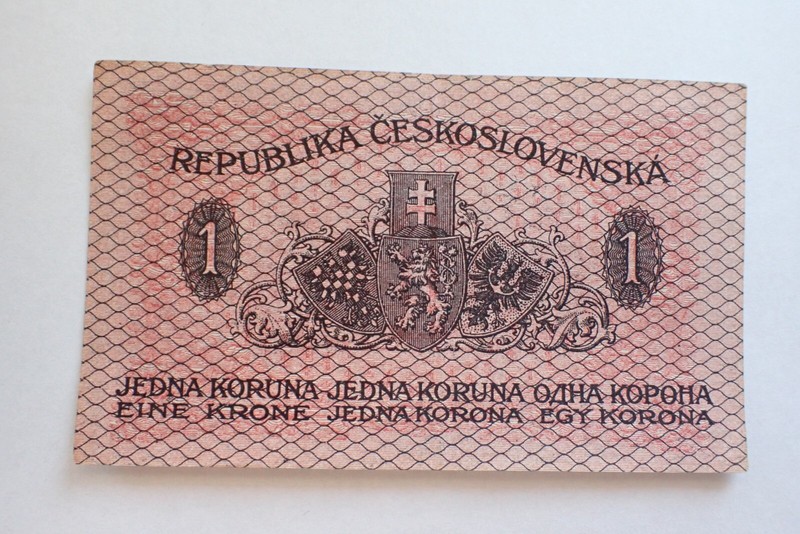 REPUBLIKA ČESKOSLOVENSKÁ
1 1
JEDNA KORUNA JEDNA KORUNA ОДНА КОРОНА
EINE KRONE JEDNA KORONA EGY KORONA